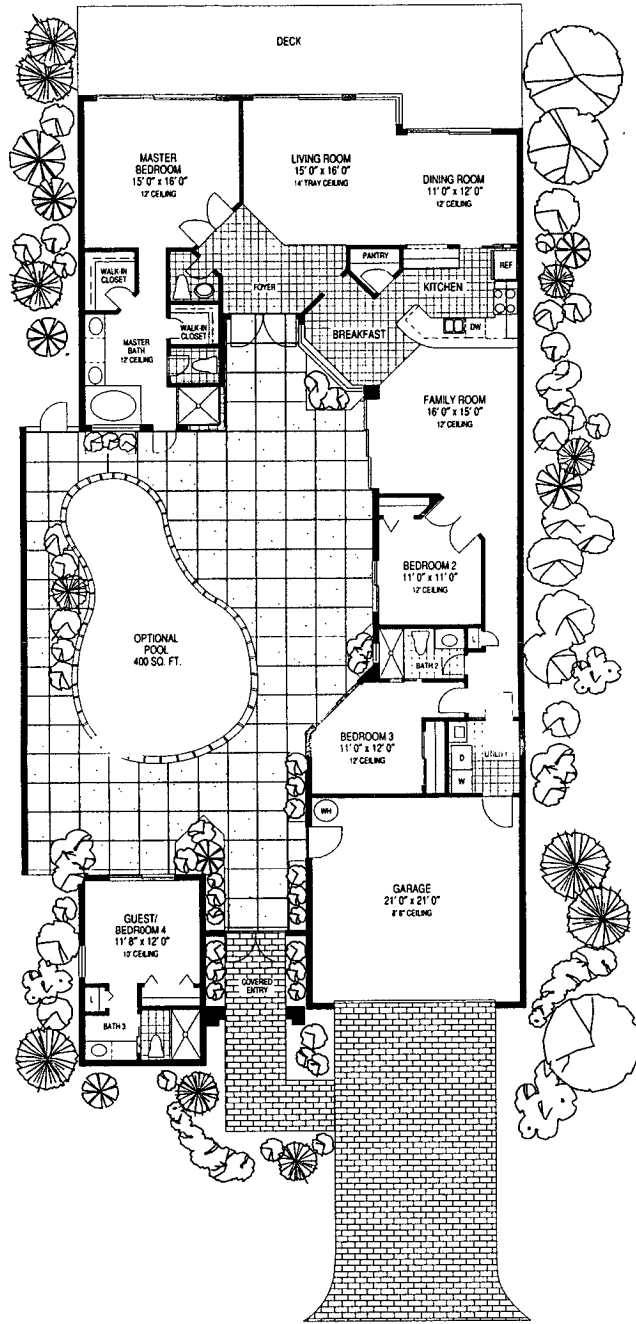 DECK
MASTER
BEDROOM
15' 0" x 16' 0"
12' CEILING
LIVING ROOM
15' 0" x 16' 0"
14' TRAY CEILING
DINING ROOM
11' 0" x 12' 0"
12' CEILING
WALK-IN
CLOSET
PANTRY
REF
FOYER
KITCHEN
WALK-IN
CLOSET
MASTER
BATH
12' CEILING
BREAKFAST
DW
FAMILY ROOM
16' 0" x 15' 0"
12' CEILING
BEDROOM 2
11' 0" x 11' 0"
12' CEILING
OPTIONAL
POOL
400 SQ. FT.
L
BATH 2
BEDROOM 3
11' 0" x 12' 0"
12' CEILING
D
W
UTILITY
WH
GARAGE
21' 0" x 21' 0"
8' 6" CEILING
GUEST/
BEDROOM 4
11' 8" x 12' 0"
10' CEILING
COVERED
ENTRY
L
BATH 3